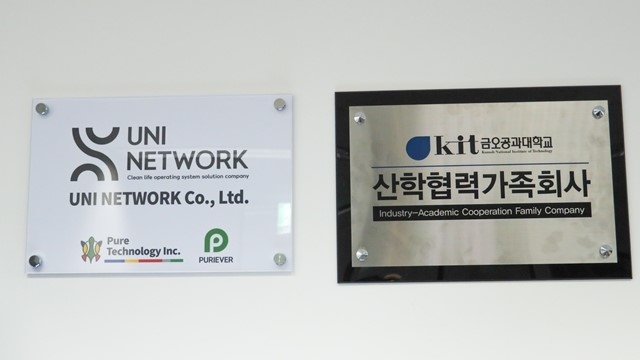 UNI
NETWORK
Clean life operating system solution company
UNI NETWORK Co., Ltd.
Pure
Technology Inc.
PURIEVER
kit 금오공과대학교
Kumoh National Institute of Technology
산학협력가족회사
Industry-Academic Cooperation Family Company